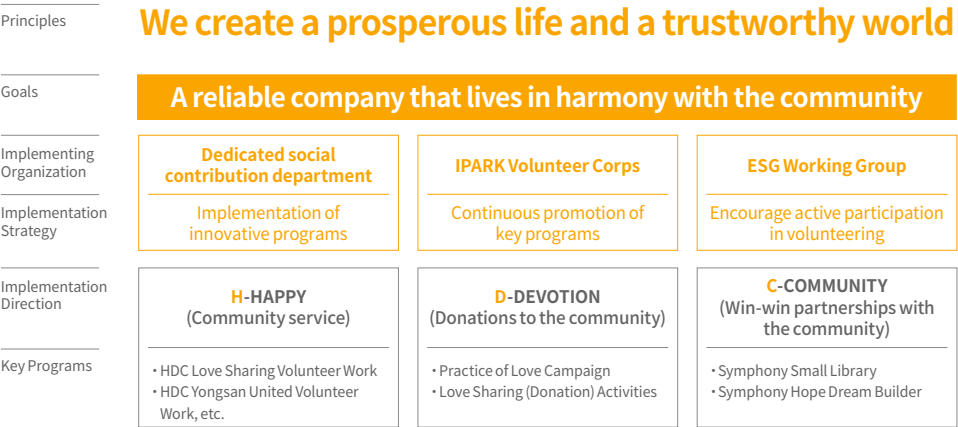 Principles
We create a prosperous life and a trustworthy world
Goals
A reliable company that lives in harmony with the community
Implementing
Organization
Dedicated social
contribution department
IPARK Volunteer Corps
ESG Working Group
Implementation
Strategy
Implementation of
innovative programs
Continuous promotion of
key programs
Encourage active participation
in volunteering
Implementation
Direction
H-HAPPY
(Community service)
D-DEVOTION
(Donations to the community)
C-COMMUNITY
(Win-win partnerships with
the community)
Key Programs
・HDC Love Sharing Volunteer Work
・HDC Yongsan United Volunteer
Work, etc.
・Practice of Love Campaign
・Love Sharing (Donation) Activities
・Symphony Small Library
・Symphony Hope Dream Builder